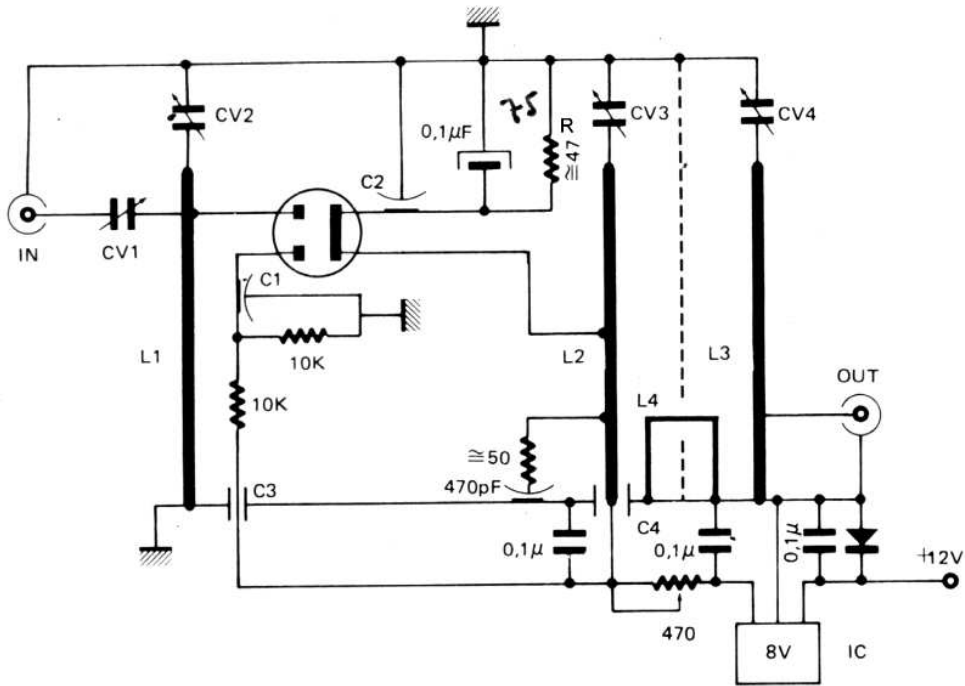 CV2
0,1µF
75
R
≅47
CV3
CV4
C2
IN
CV1
C1
10K
L1
10K
L2
L3
L4
OUT
≅50
470pF
C3
C4
0,1µ
0,1µ
0,1µ
+12V
470
8V
IC